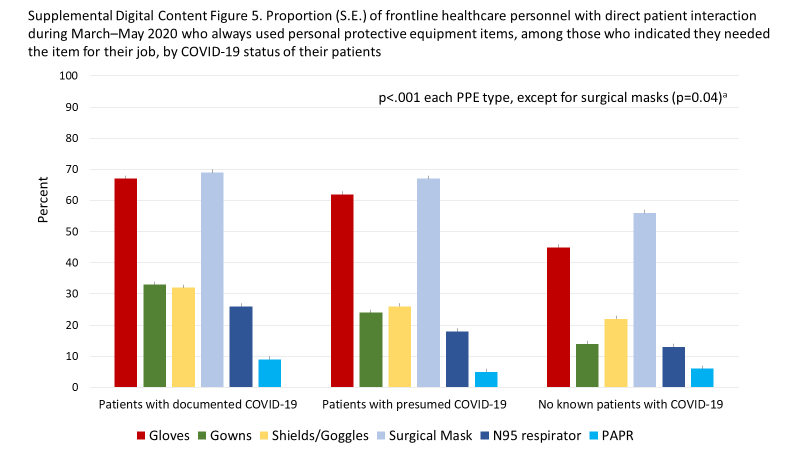 Supplemental Digital Content Figure 5. Proportion (S.E.) of frontline healthcare personnel with direct patient interaction
during March–May 2020 who always used personal protective equipment items, among those who indicated they needed
the item for their job, by COVID-19 status of their patients
100
90
80
70
60
50
40
30
20
10
0
Percent
p<.001 each PPE type, except for surgical masks (p=0.04)ᵃ
Patients with documented COVID-19
Patients with presumed COVID-19
No known patients with COVID-19
Gloves
Gowns
Shields/Goggles
Surgical Mask
N95 respirator
PAPR